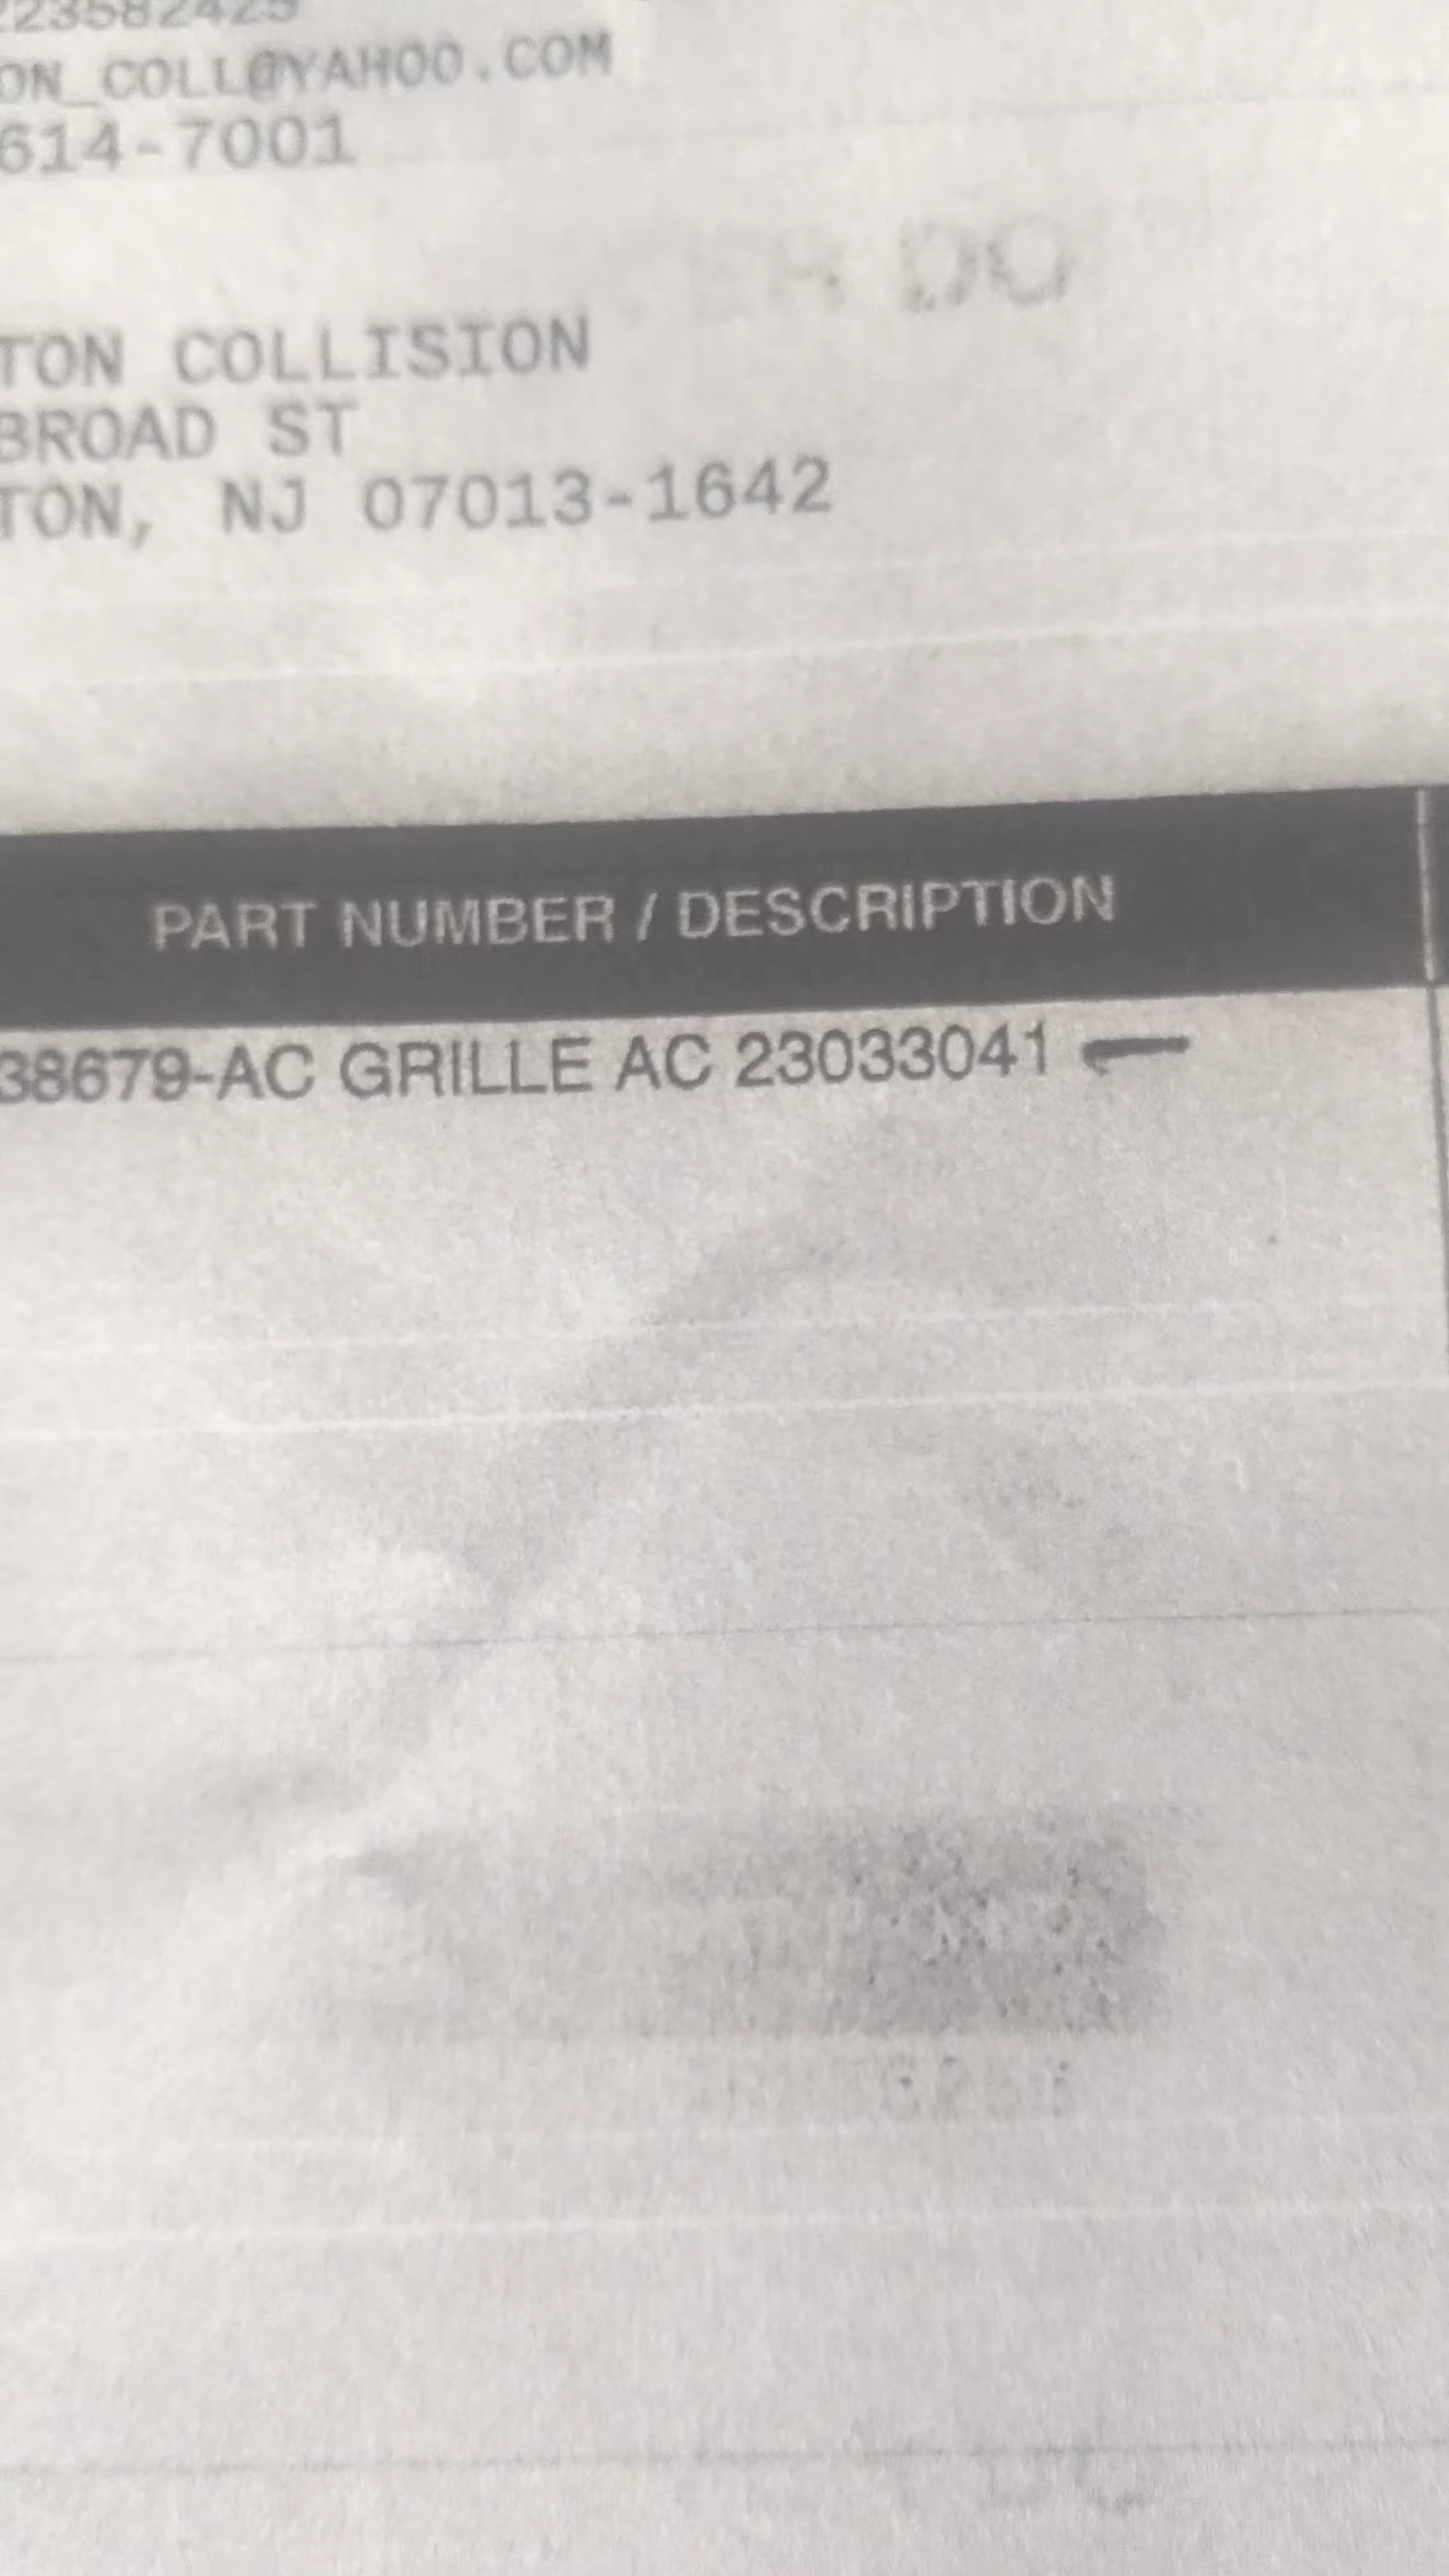 223582425
ON_COLL@YAHOO.COM
614-7001
TON COLLISION
BROAD ST
TON, NJ 07013-1642
PART NUMBER / DESCRIPTION
38679-AC GRILLE AC 23033041